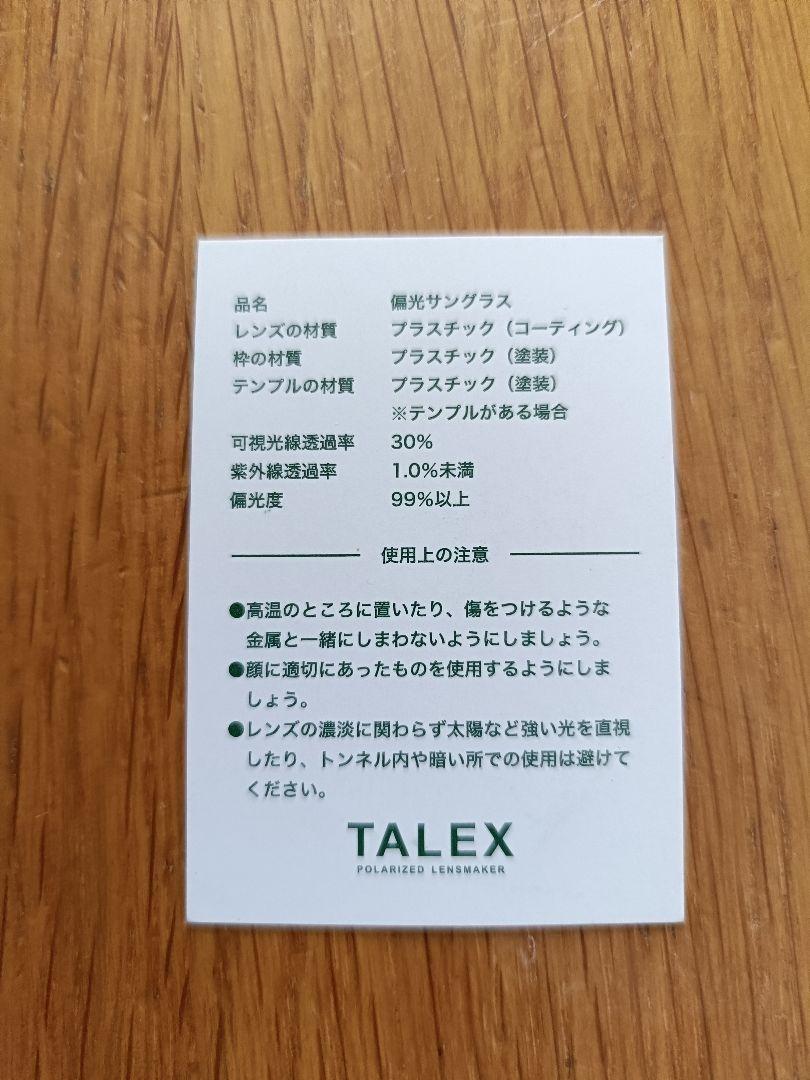 品名 偏光サングラス
レンズの材質 プラスチック（コーティング）
枠の材質 プラスチック（塗装）
テンプルの材質 プラスチック（塗装）
※テンプルがある場合
可視光線透過率 30%
紫外線透過率 1.0%未満
偏光度 99%以上
使用上の注意
●高温のところに置いたり、傷をつけるような
金属と一緒にしまわないようにしましょう。
●顔に適切にあったものを使用するようにしま
しょう。
●レンズの濃淡に関わらず太陽など強い光を直視
したり、トンネル内や暗い所での使用は避けて
ください。
TALEX
POLARIZED LENSMAKER